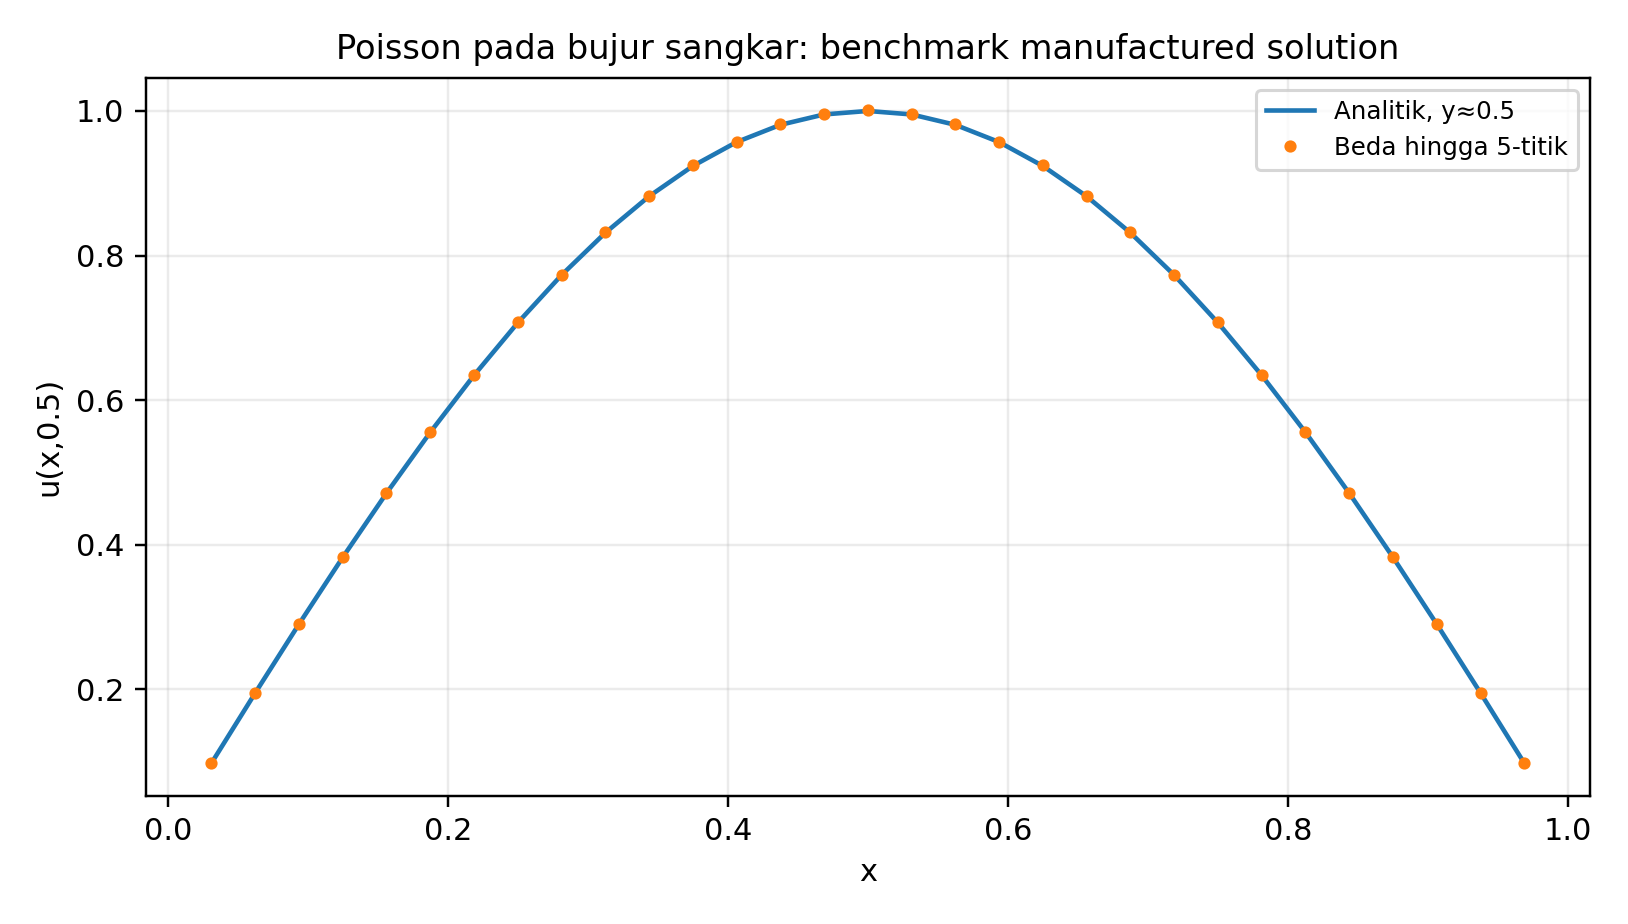 Poisson pada bujur sangkar: benchmark manufactured solution
Analitik, y≈0.5
Beda hingga 5-titik
u(x,0.5)
1.0
0.8
0.6
0.4
0.2
0.0 0.2 0.4 0.6 0.8 1.0
x